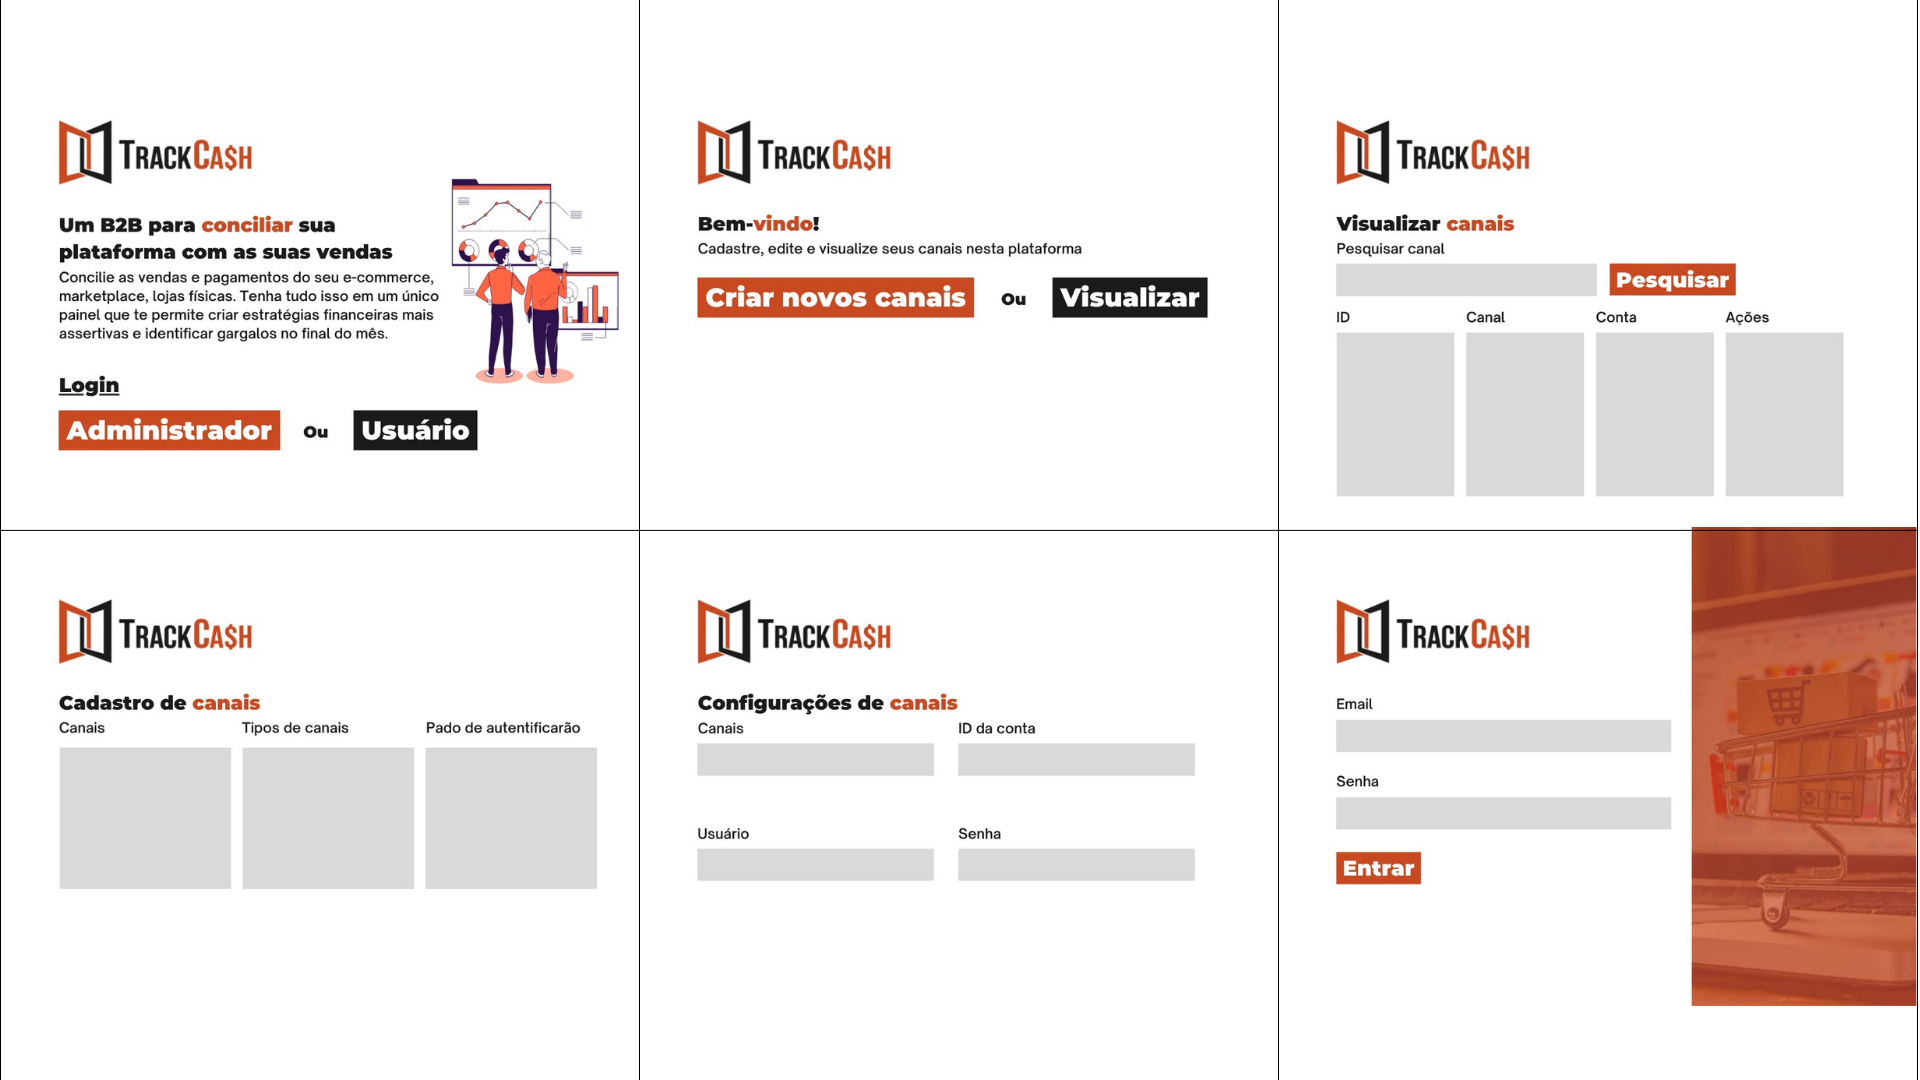 TRACKCA$H
Um B2B para conciliar sua
plataforma com as suas vendas
Concilie as vendas e pagamentos do seu e-commerce,
marketplace, lojas físicas. Tenha tudo isso em um único
painel que te permite criar estratégias financeiras mais
assertivas e identificar gargalos no final do mês.
Login
Administrador
Ou
Usuário
TRACKCA$H
Bem-vindo!
Cadastre, edite e visualize seus canais nesta plataforma
Criar novos canais
Ou
Visualizar
TRACKCA$H
Visualizar canais
Pesquisar canal
Pesquisar
ID
Canal
Conta
Ações
TRACKCA$H
Cadastro de canais
Canais
Tipos de canais
Pado de autentificarão
TRACKCA$H
Configurações de canais
Canais
ID da conta
Usuário
Senha
TRACKCA$H
Email
Senha
Entrar